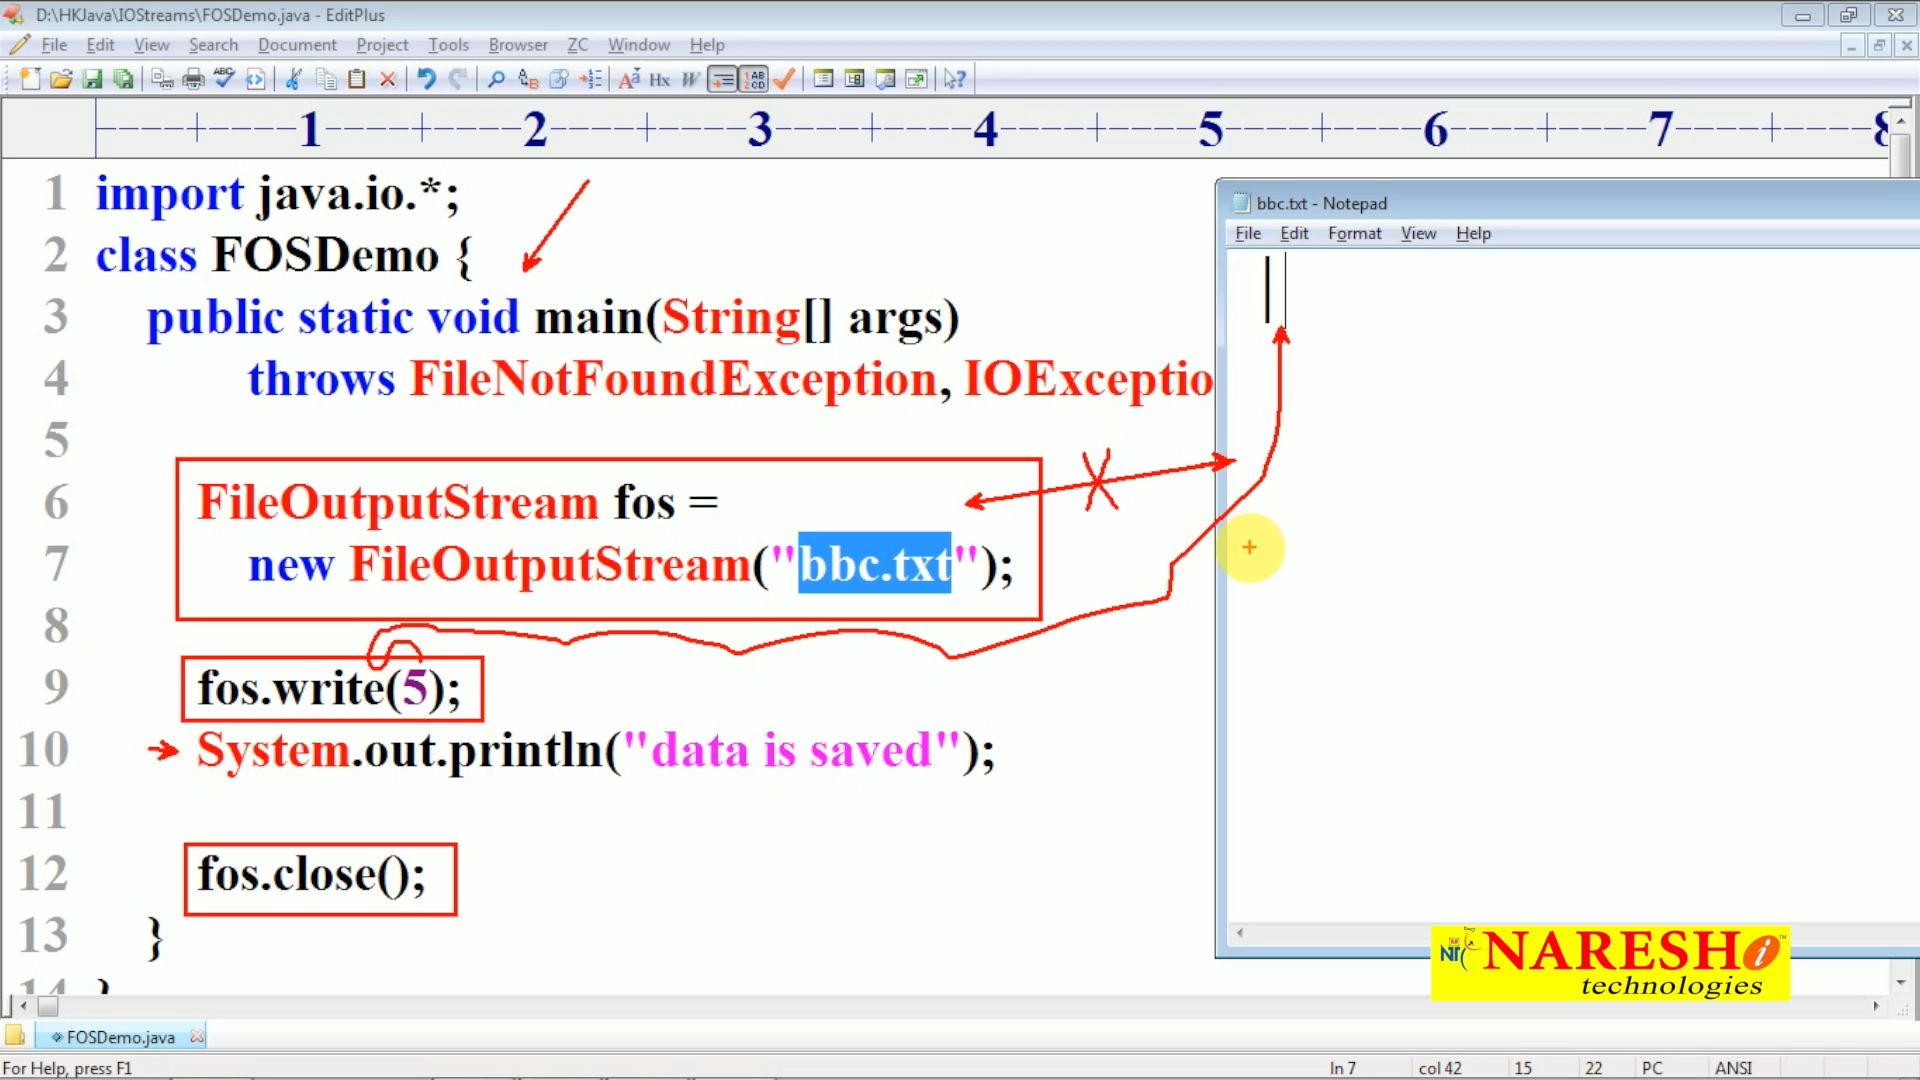 D:\HKJava\IOStreams\FOSDemo.java - EditPlus
File Edit View Search Document Project Tools Browser ZC Window Help
1 2 3 4 5 6 7 8
1 import java.io.*;
2 class FOSDemo {
3 public static void main(String[] args)
4 throws FileNotFoundException, IOExceptio
5
6 FileOutputStream fos =
7 new FileOutputStream("bbc.txt");
8
9 fos.write(5);
10 System.out.println("data is saved");
11
12 fos.close();
13 }
14 }
bbc.txt - Notepad
File Edit Format View Help
NT NARESH i
technologies
FOSDemo.java
For Help, press F1 ln 7 col 42 15 22 PC ANSI